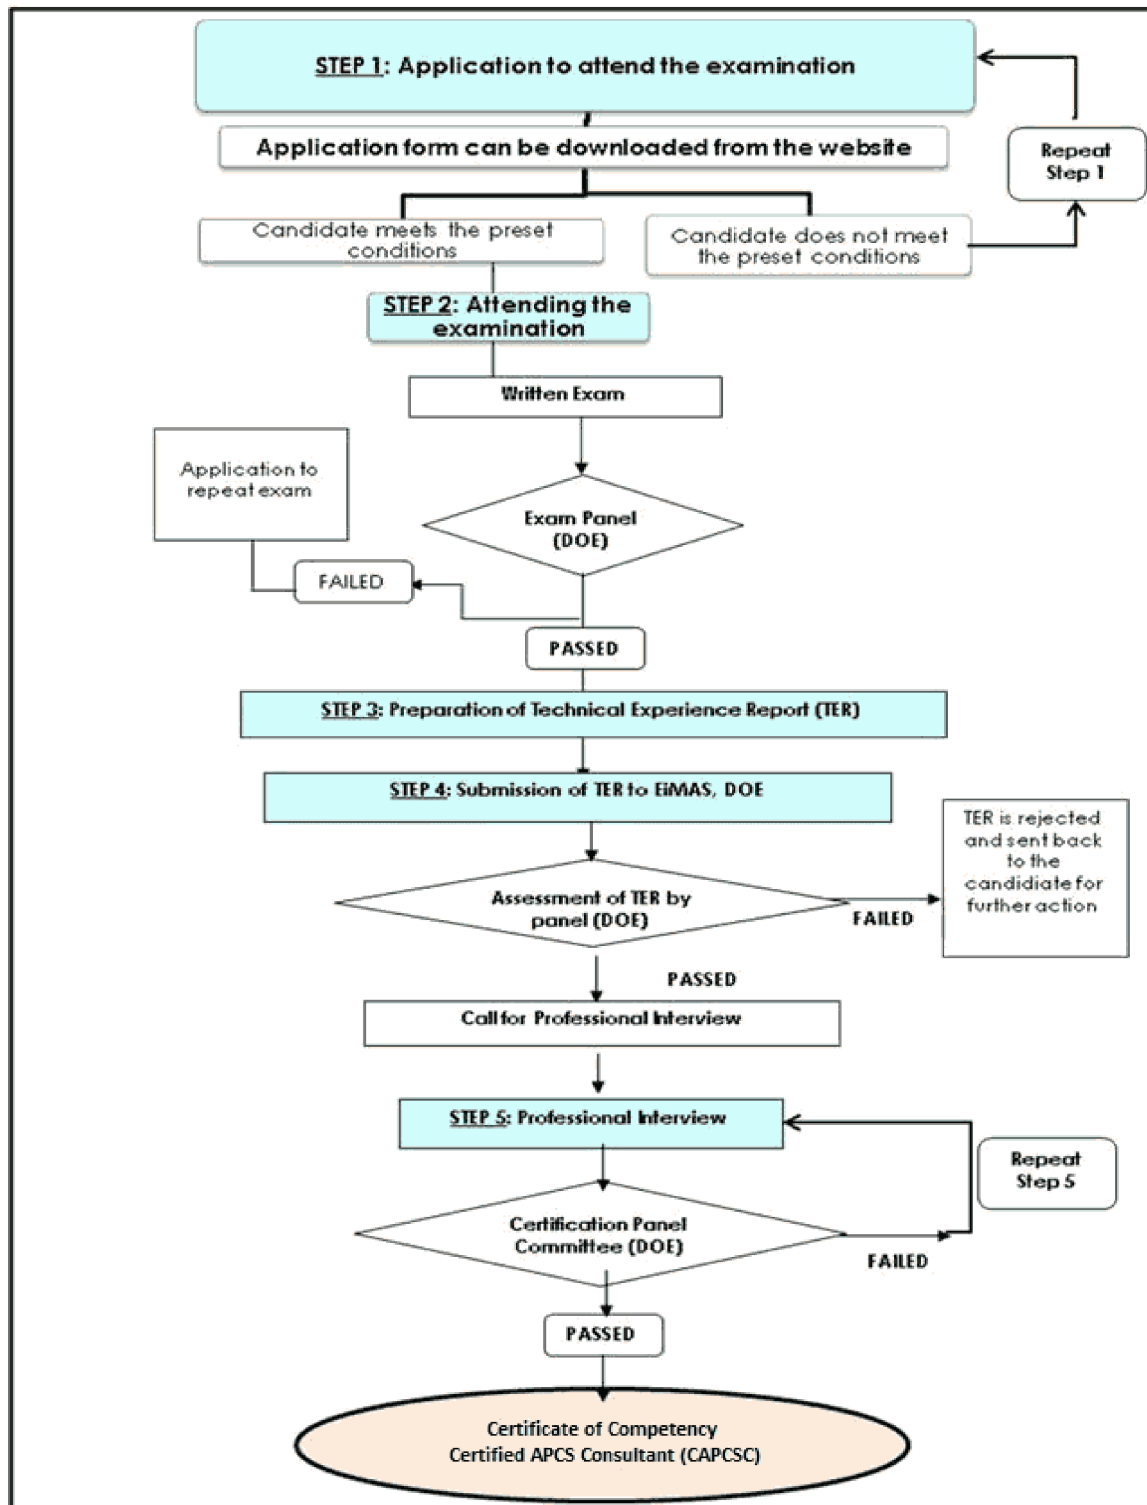 STEP 1: Application to attend the examination
Application form can be downloaded from the website
Repeat
Step 1
Candidate meets the preset
conditions
Candidate does not meet
the preset conditions
STEP 2: Attending the
examination
Written Exam
Application to
repeat exam
Exam Panel
(DOE)
FAILED
PASSED
STEP 3: Preparation of Technical Experience Report (TER)
STEP 4: Submission of TER to EiMAS, DOE
TER is rejected
and sent back
to the
candidiate for
further action
Assessment of TER by
panel (DOE)
FAILED
PASSED
Call for Professional Interview
STEP 5: Professional Interview
Repeat
Step 5
Certification Panel
Committee (DOE)
FAILED
PASSED
Certificate of Competency
Certified APCS Consultant (CAPCSC)